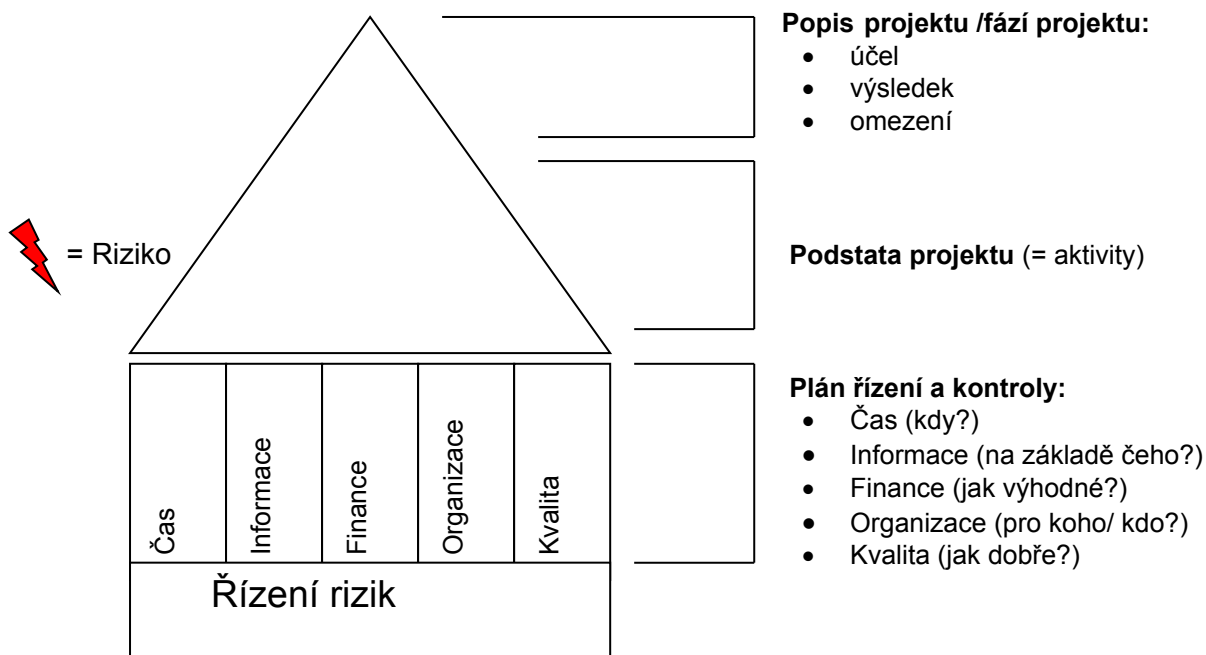 Popis projektu /fází projektu:
• účel
• výsledek
• omezení
= Riziko
Podstata projektu (= aktivity)
Plán řízení a kontroly:
• Čas (kdy?)
• Informace (na základě čeho?)
• Finance (jak výhodné?)
• Organizace (pro koho/ kdo?)
• Kvalita (jak dobře?)
Čas
Informace
Finance
Organizace
Kvalita
Řízení rizik